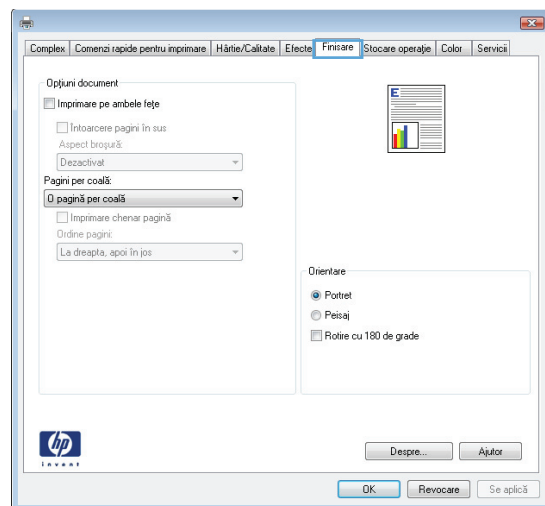 Complex Comenzi rapide pentru imprimare Hârtie/Calitate Efecte Finisare Stocare operaţie Color Servicii
Opţiuni document
Imprimare pe ambele feţe
Întoarcere pagini în sus
Aspect broşură:
Dezactivat
Pagini per coală:
O pagină per coală
Imprimare chenar pagină
Ordine pagini:
La dreapta, apoi în jos
E
Orientare
Portret
Peisaj
Rotire cu 180 de grade
hp
invent
Despre... Ajutor
OK Revocare Se aplică